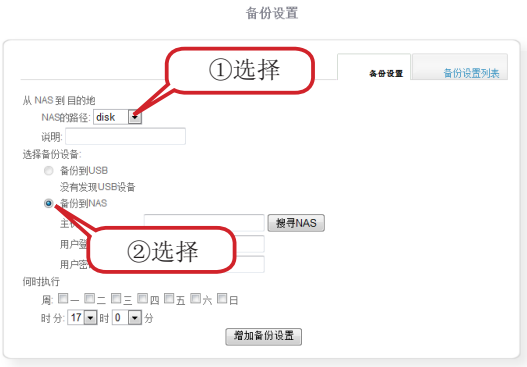 备份设置
①选择
备份设置 备份设置列表
从 NAS 到 目的地
NAS的路径: disk
说明:
选择备份设备:
备份到USB
没有发现USB设备
备份到NAS
搜寻NAS
②选择
用户
用户
何时执行
周: 一 二 三 四 五 六 日
时 分: 17 时 0 分
增加备份设置